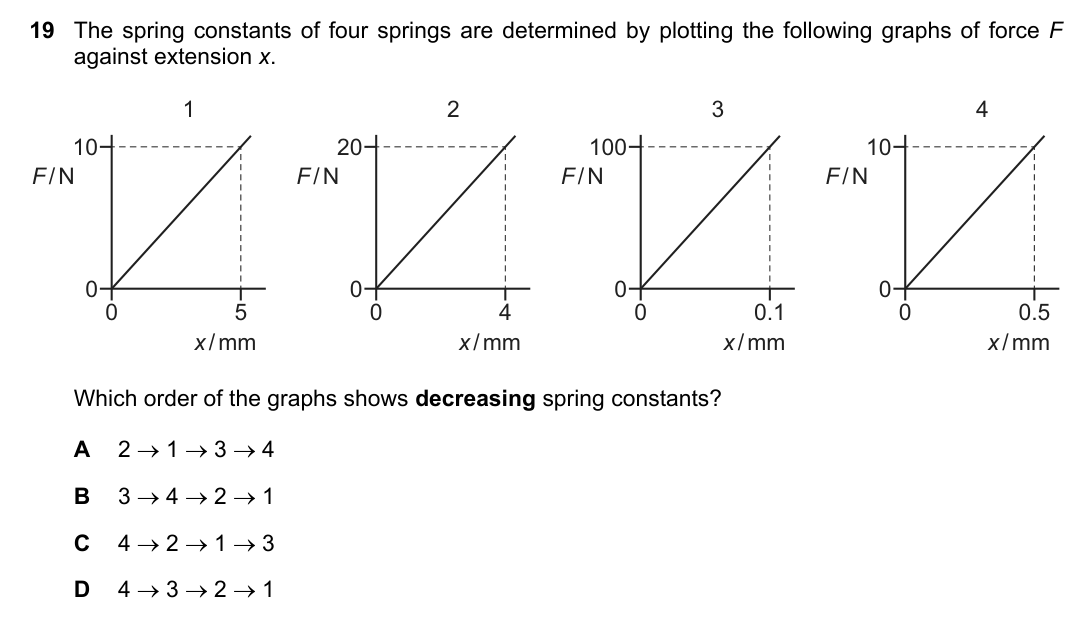 19 The spring constants of four springs are determined by plotting the following graphs of force F
against extension x.
1
10
F/N
0
0
5
x/mm
2
20
F/N
0
0
4
x/mm
3
100
F/N
0
0
0.1
x/mm
4
10
F/N
0
0
0.5
x/mm
Which order of the graphs shows decreasing spring constants?
A 2 → 1 → 3 → 4
B 3 → 4 → 2 → 1
C 4 → 2 → 1 → 3
D 4 → 3 → 2 → 1